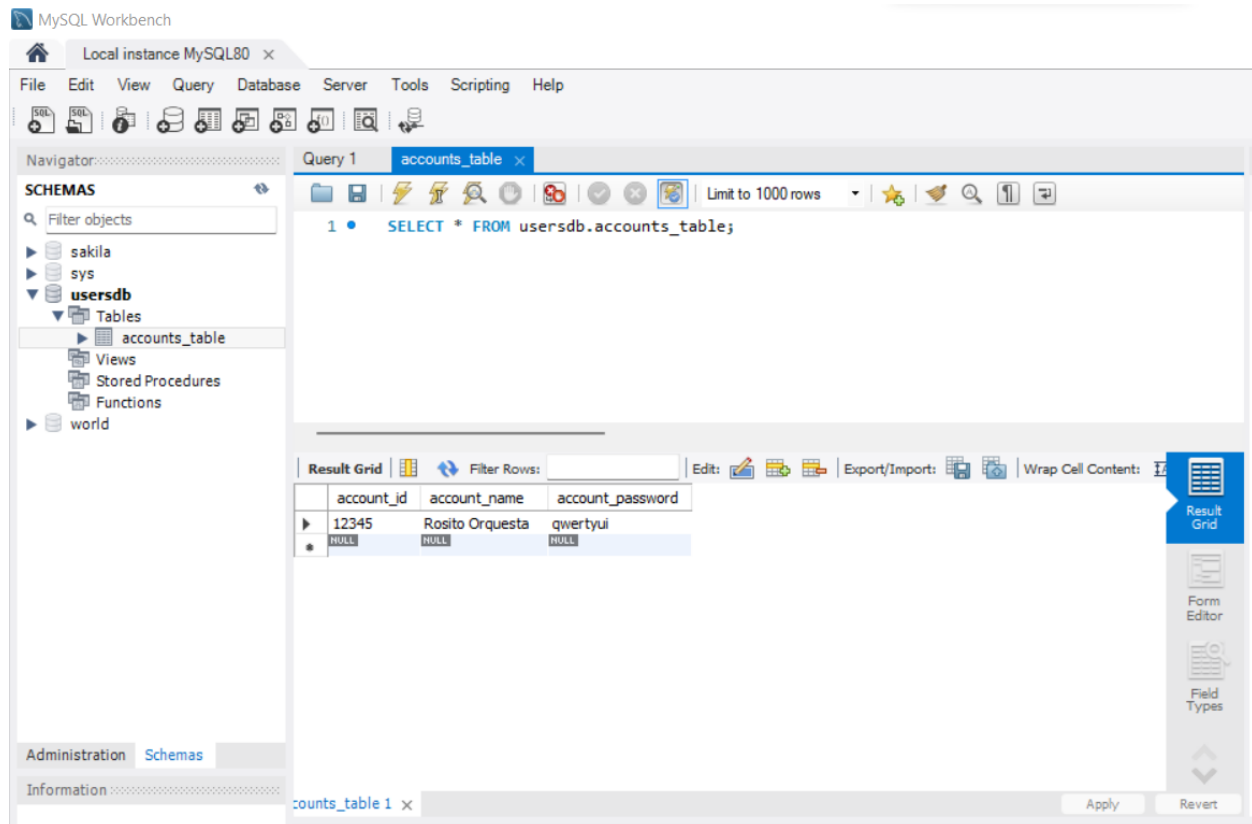 MySQL Workbench
Local instance MySQL80
File Edit View Query Database Server Tools Scripting Help
SQL SQL
Navigator
SCHEMAS
Filter objects
sakila
sys
usersdb
Tables
accounts_table
Views
Stored Procedures
Functions
world
Administration Schemas
Information
Query 1 accounts_table
Limit to 1000 rows
1 SELECT * FROM usersdb.accounts_table;
Result Grid Filter Rows: Edit: Export/Import: Wrap Cell Content:
account_id account_name account_password
12345 Rosito Orquesta qwertyui
NULL NULL NULL
Result
Grid
Form
Editor
Field
Types
counts_table 1
Apply Revert